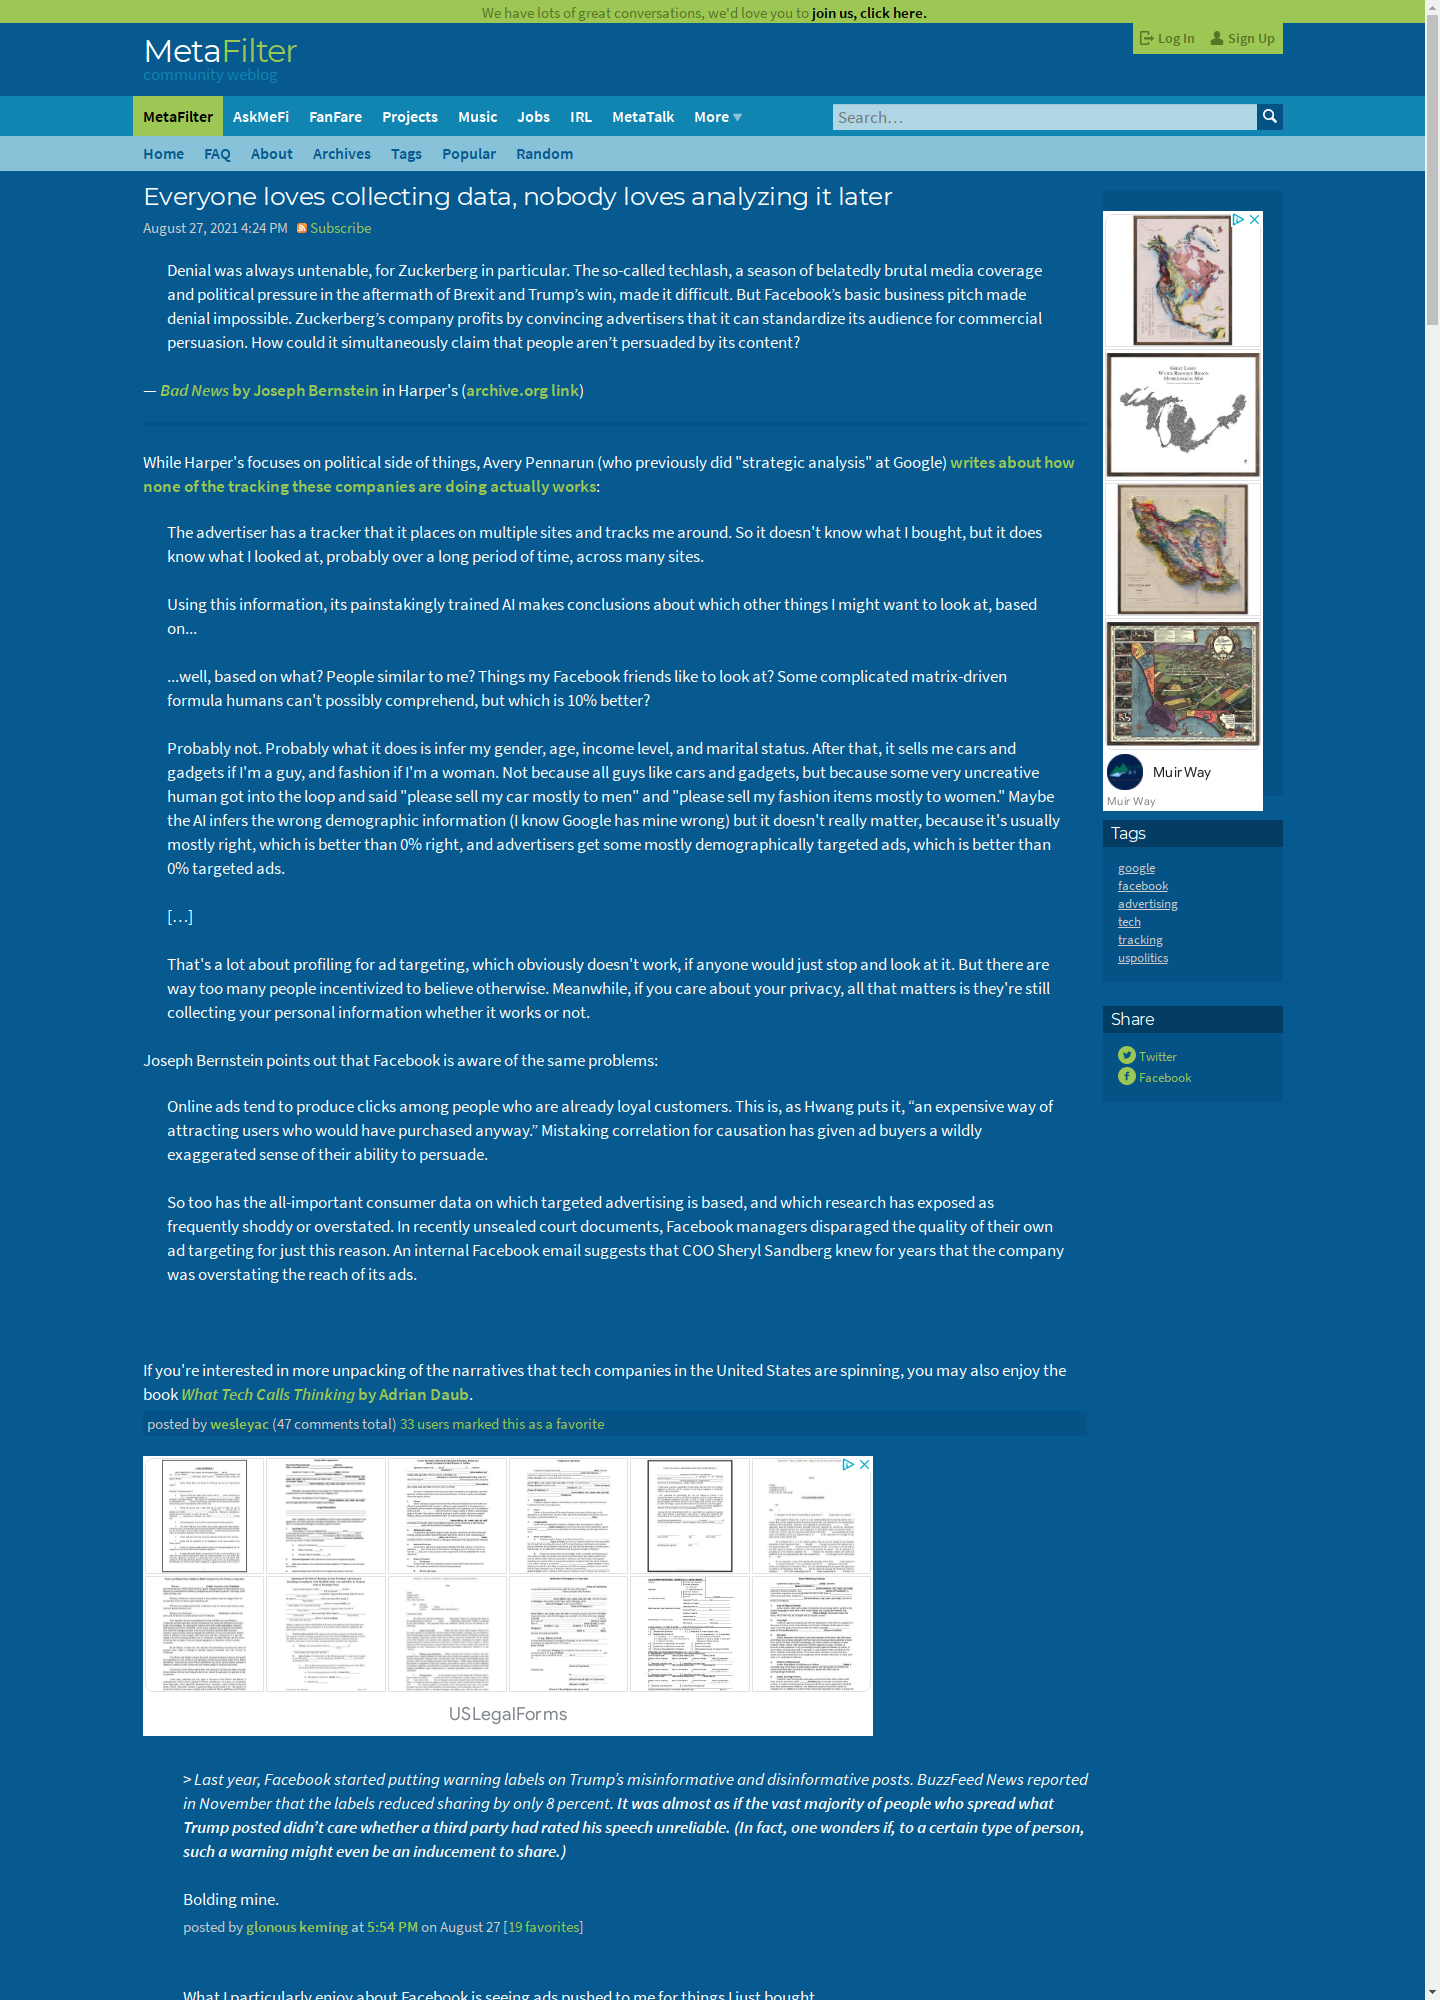 We have lots of great conversations, we'd love you to join us, click here.
Log In
Sign Up
MetaFilter
community weblog
MetaFilter AskMeFi FanFare Projects Music Jobs IRL MetaTalk More
Search…
Home FAQ About Archives Tags Popular Random
Everyone loves collecting data, nobody loves analyzing it later
August 27, 2021 4:24 PM Subscribe
Denial was always untenable, for Zuckerberg in particular. The so-called techlash, a season of belatedly brutal media coverage
and political pressure in the aftermath of Brexit and Trump’s win, made it difficult. But Facebook’s basic business pitch made
denial impossible. Zuckerberg’s company profits by convincing advertisers that it can standardize its audience for commercial
persuasion. How could it simultaneously claim that people aren’t persuaded by its content?
— Bad News by Joseph Bernstein in Harper's (archive.org link)
While Harper's focuses on political side of things, Avery Pennarun (who previously did "strategic analysis" at Google) writes about how
none of the tracking these companies are doing actually works:
The advertiser has a tracker that it places on multiple sites and tracks me around. So it doesn't know what I bought, but it does
know what I looked at, probably over a long period of time, across many sites.
Using this information, its painstakingly trained AI makes conclusions about which other things I might want to look at, based
on...
...well, based on what? People similar to me? Things my Facebook friends like to look at? Some complicated matrix-driven
formula humans can't possibly comprehend, but which is 10% better?
Probably not. Probably what it does is infer my gender, age, income level, and marital status. After that, it sells me cars and
gadgets if I'm a guy, and fashion if I'm a woman. Not because all guys like cars and gadgets, but because some very uncreative
human got into the loop and said "please sell my car mostly to men" and "please sell my fashion items mostly to women." Maybe
the AI infers the wrong demographic information (I know Google has mine wrong) but it doesn't really matter, because it's usually
mostly right, which is better than 0% right, and advertisers get some mostly demographically targeted ads, which is better than
0% targeted ads.
[…]
That's a lot about profiling for ad targeting, which obviously doesn't work, if anyone would just stop and look at it. But there are
way too many people incentivized to believe otherwise. Meanwhile, if you care about your privacy, all that matters is they're still
collecting your personal information whether it works or not.
Joseph Bernstein points out that Facebook is aware of the same problems:
Online ads tend to produce clicks among people who are already loyal customers. This is, as Hwang puts it, “an expensive way of
attracting users who would have purchased anyway.” Mistaking correlation for causation has given ad buyers a wildly
exaggerated sense of their ability to persuade.
So too has the all-important consumer data on which targeted advertising is based, and which research has exposed as
frequently shoddy or overstated. In recently unsealed court documents, Facebook managers disparaged the quality of their own
ad targeting for just this reason. An internal Facebook email suggests that COO Sheryl Sandberg knew for years that the company
was overstating the reach of its ads.
If you're interested in more unpacking of the narratives that tech companies in the United States are spinning, you may also enjoy the
book What Tech Calls Thinking by Adrian Daub.
posted by wesleyac (47 comments total) 33 users marked this as a favorite
USLegalForms
> Last year, Facebook started putting warning labels on Trump’s misinformative and disinformative posts. BuzzFeed News reported
in November that the labels reduced sharing by only 8 percent. It was almost as if the vast majority of people who spread what
Trump posted didn’t care whether a third party had rated his speech unreliable. (In fact, one wonders if, to a certain type of person,
such a warning might even be an inducement to share.)
Bolding mine.
posted by glonous keming at 5:54 PM on August 27 [19 favorites]
What I particularly enjoy about Facebook is seeing ads pushed to me for things I just bought.
GREAT LAKES
WATER RESOURCE REGION
HYDROLOGICAL MAP
Muir Way
Muir Way
Tags
google
facebook
advertising
tech
tracking
uspolitics
Share
Twitter
Facebook